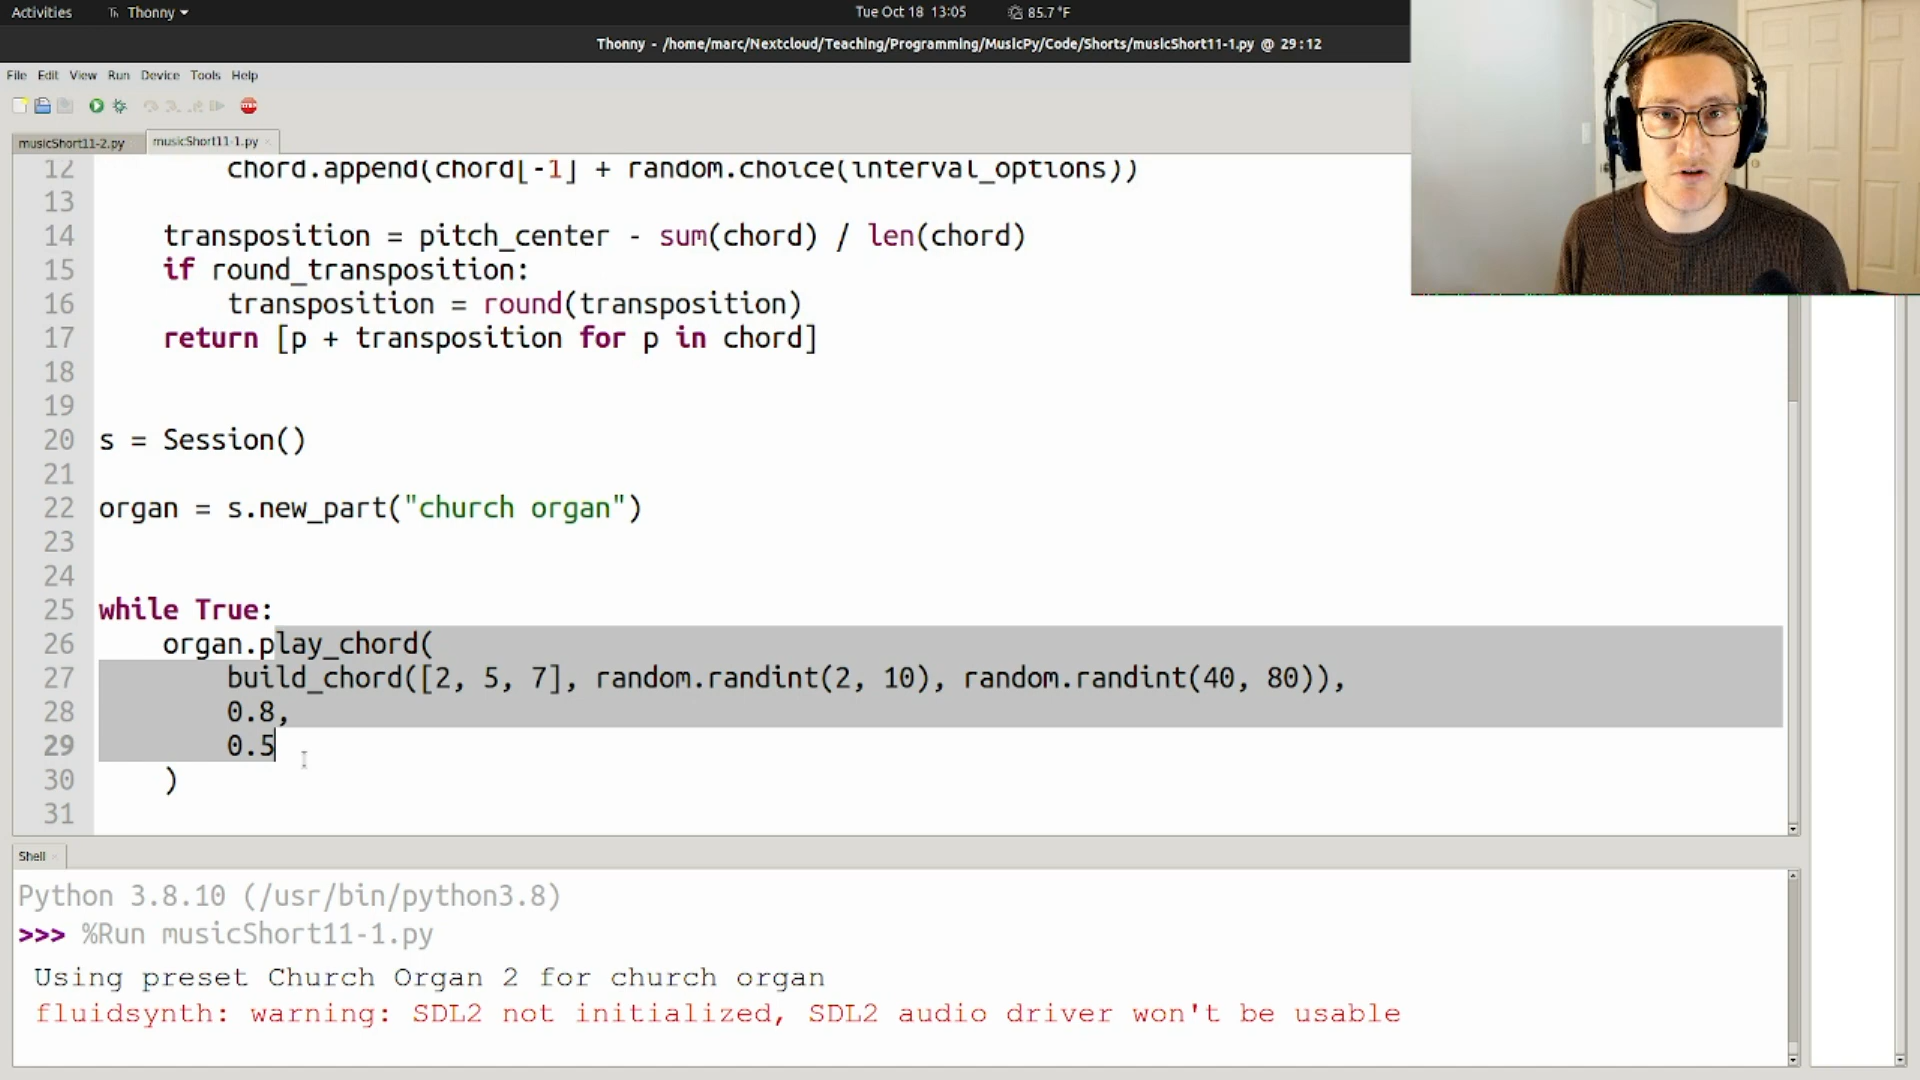 Activities
Thonny
Tue Oct 18 13:05
85.7 °F
Thonny - /home/marc/Nextcloud/Teaching/Programming/MusicPy/Code/Shorts/musicShort11-1.py @ 29:12
File Edit View Run Device Tools Help
musicShort11-2.py
musicShort11-1.py
12 chord.append(chord[-1] + random.choice(interval_options))
13
14 transposition = pitch_center - sum(chord) / len(chord)
15 if round_transposition:
16 transposition = round(transposition)
17 return [p + transposition for p in chord]
18
19
20 s = Session()
21
22 organ = s.new_part("church organ")
23
24
25 while True:
26 organ.play_chord(
27 build_chord([2, 5, 7], random.randint(2, 10), random.randint(40, 80)),
28 0.8,
29 0.5
30 )
31
Shell
Python 3.8.10 (/usr/bin/python3.8)
>>> %Run musicShort11-1.py
Using preset Church Organ 2 for church organ
fluidsynth: warning: SDL2 not initialized, SDL2 audio driver won't be usable